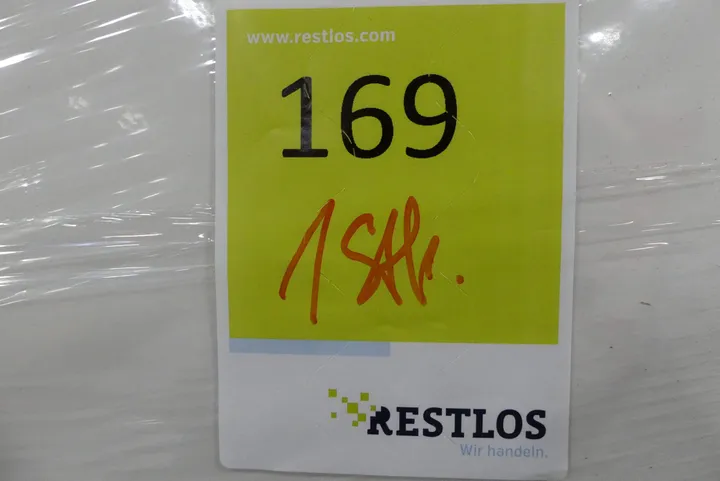 www.restlos.com
169
1 Stk.
RESTLOS
Wir handeln.